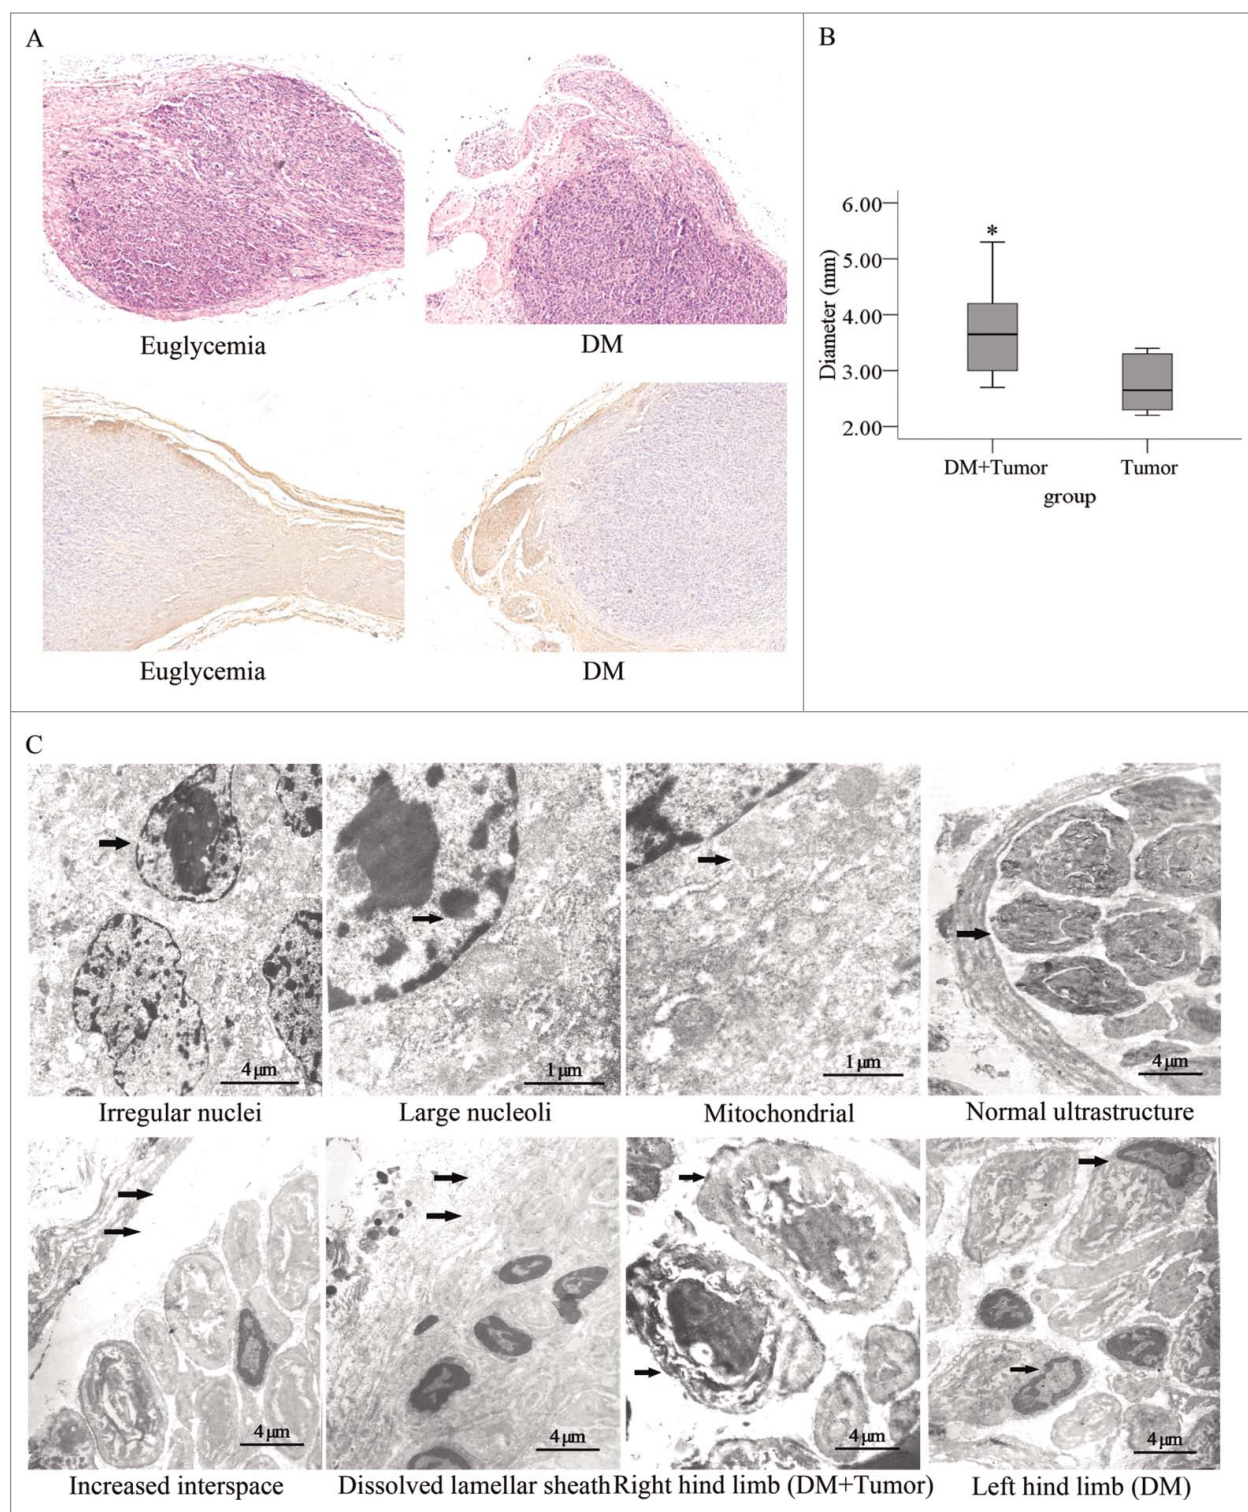 A
Euglycemia
DM
Euglycemia
DM
B
6.00
5.00
4.00
3.00
2.00
Diameter (mm)
*
DM+Tumor
Tumor
group
C
4 μm
1 μm
1 μm
4 μm
Irregular nuclei
Large nucleoli
Mitochondrial
Normal ultrastructure
4 μm
4 μm
4 μm
4 μm
Increased interspace
Dissolved lamellar sheath
Right hind limb (DM+Tumor)
Left hind limb (DM)